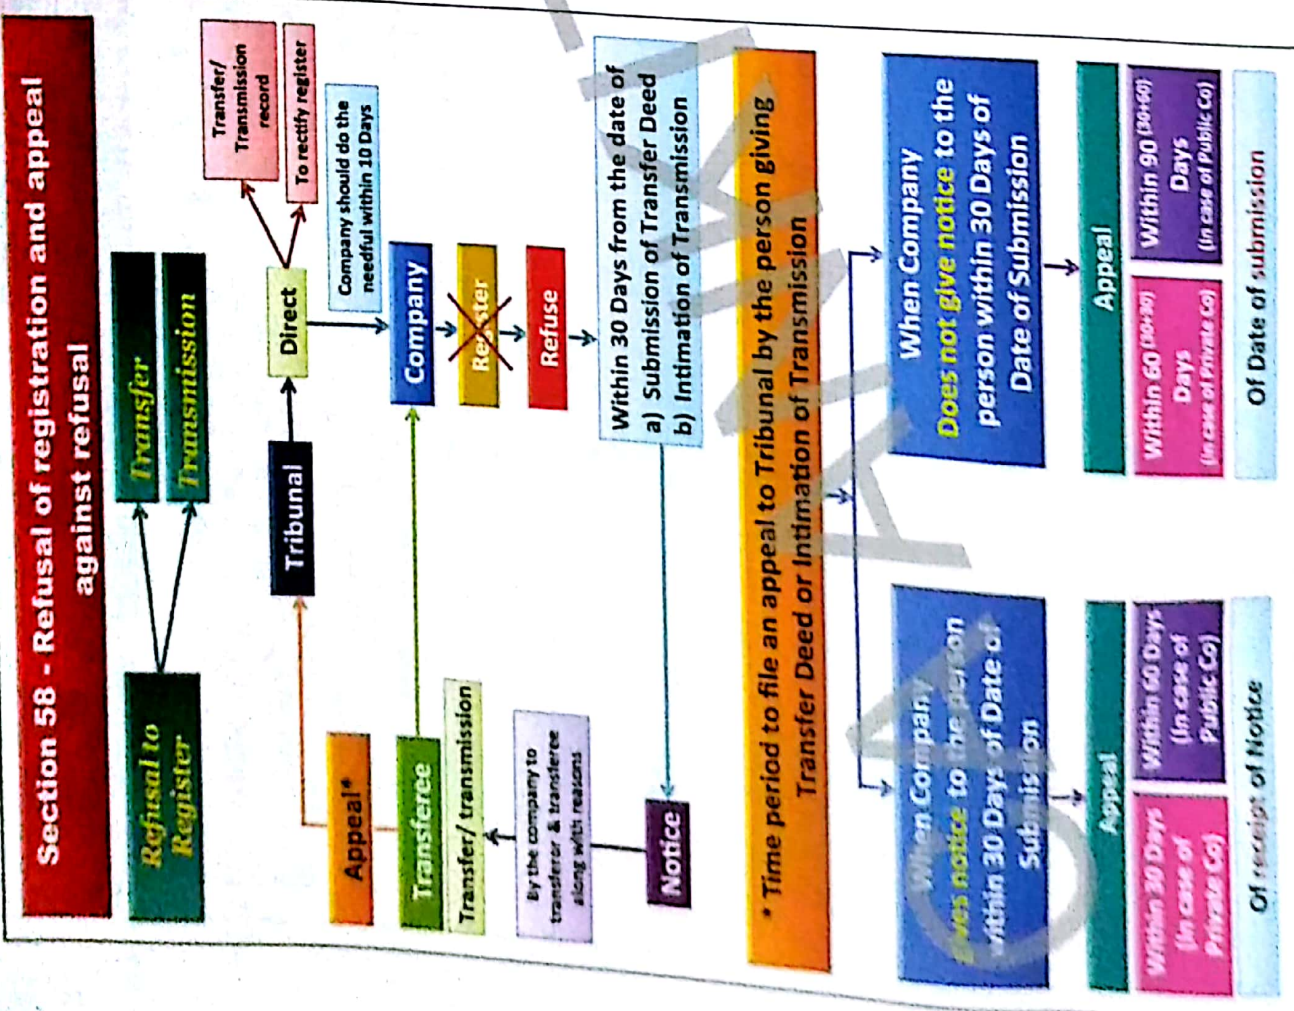 Section 58 - Refusal of registration and appeal
against refusal
Refusal to
Register
Transfer
Transmission
Appeal*
Tribunal
Direct
Transfer/
Transmission
record
To rectify register
Company should do the
needful within 10 Days
Transferee
Company
Transfer/ transmission
Register
Refuse
By the company to
transferor & transferee
along with reasons
Notice
Within 30 Days from the date of
a) Submission of Transfer Deed
b) Intimation of Transmission
* Time period to file an appeal to Tribunal by the person giving
Transfer Deed or Intimation of Transmission
When Company
Gives notice to the person
within 30 Days of Date of
Submission
Appeal
Within 30 Days
(In case of
Private Co)
Within 60 Days
(In case of
Public Co)
Of receipt of Notice
When Company
Does not give notice to the
person within 30 Days of
Date of Submission
Appeal
Within 60 (30+30)
Days
(In case of Private Co)
Within 90 (30+60)
Days
(In case of Public Co)
Of Date of submission